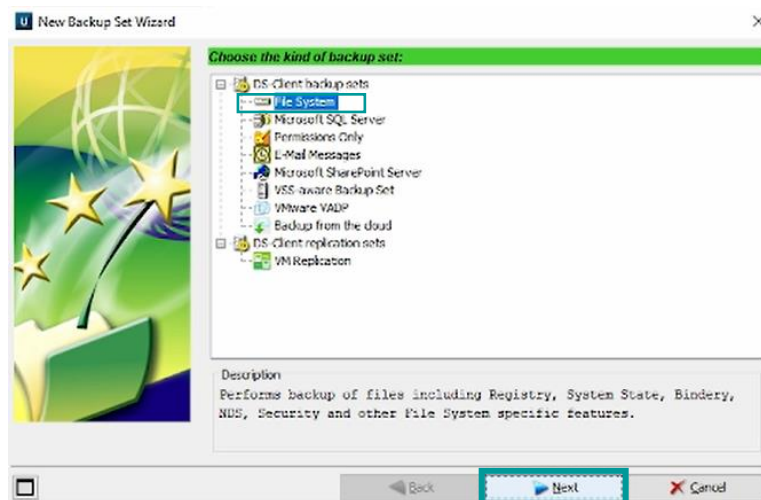 New Backup Set Wizard
Choose the kind of backup set:
DS-Client backup sets
File System
Microsoft SQL Server
Permissions Only
E-Mail Messages
Microsoft SharePoint Server
VSS-aware Backup Set
VMware VADP
Backup from the cloud
DS-Client replication sets
VM Replication
Description
Performs backup of files including Registry, System State, Bindery,
NDS, Security and other File System specific features.
Back Next Cancel